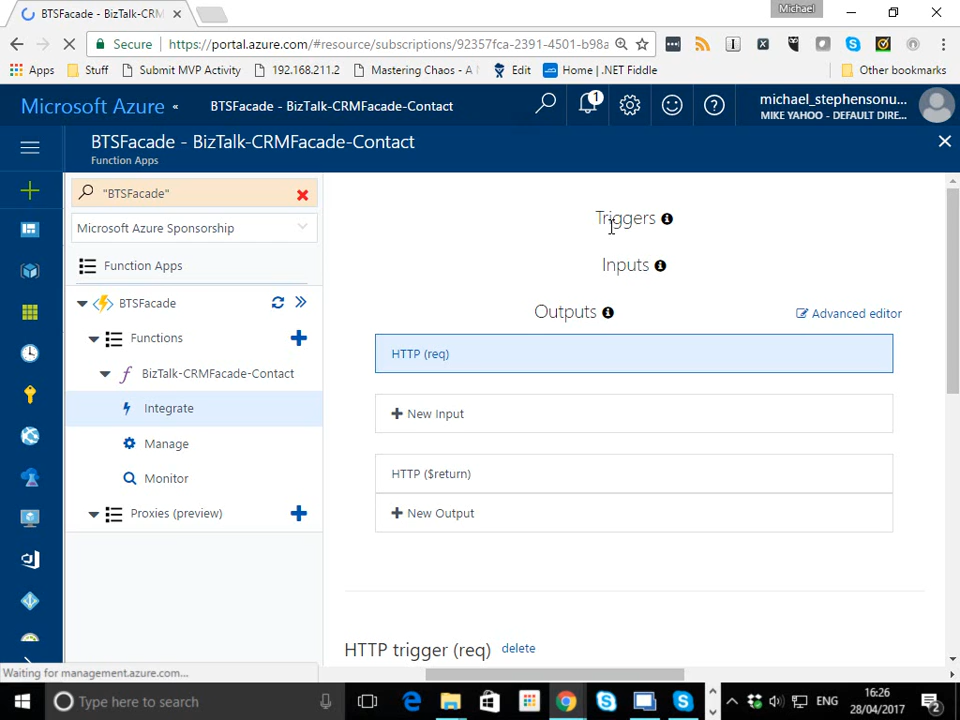 BTSFacade - BizTalk-CRM
Michael
Secure
https://portal.azure.com/#resource/subscriptions/92357fca-2391-4501-b98a
Apps
Stuff
Submit MVP Activity
192.168.211.2
Mastering Chaos - A
Edit
Home | .NET Fiddle
Other bookmarks
Microsoft Azure
BTSFacade - BizTalk-CRMFacade-Contact
1
michael_stephensonu...
MIKE YAHOO - DEFAULT DIRE...
BTSFacade - BizTalk-CRMFacade-Contact
Function Apps
"BTSFacade"
Microsoft Azure Sponsorship
Function Apps
BTSFacade
Functions
BizTalk-CRMFacade-Contact
Integrate
Manage
Monitor
Proxies (preview)
Triggers
Inputs
Outputs
Advanced editor
HTTP (req)
New Input
HTTP ($return)
New Output
HTTP trigger (req)
delete
Waiting for management.azure.com...
Type here to search
ENG
16:26
28/04/2017
2